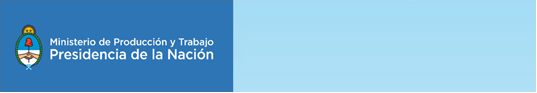 Ministerio de Producción y Trabajo
Presidencia de la Nación